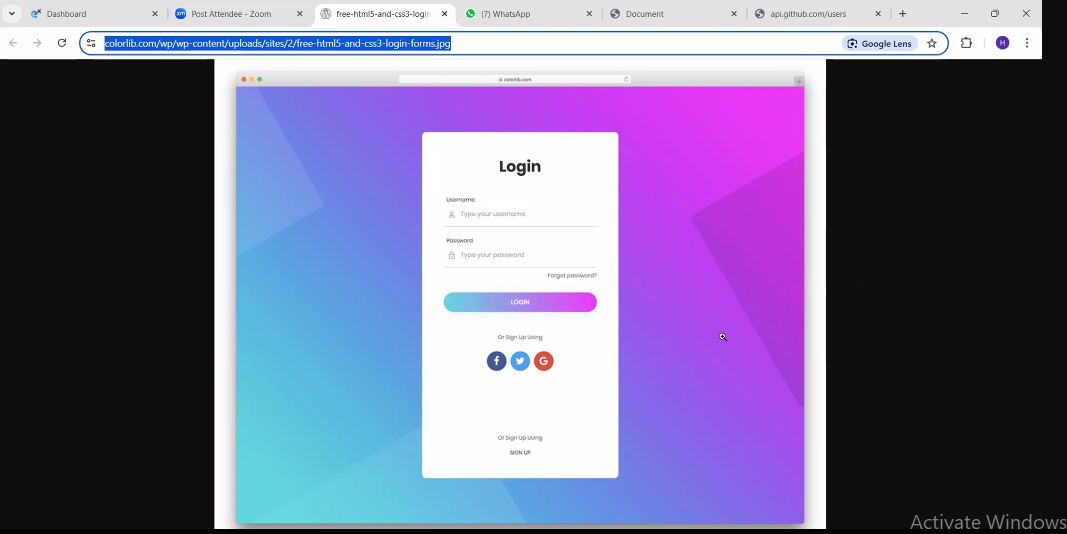 Dashboard
Post Attendee - Zoom
free-html5-and-css3-login-forms
(7) WhatsApp
Document
api.github.com/users
colorlib.com/wp/wp-content/uploads/sites/2/free-html5-and-css3-login-forms.jpg
Google Lens
H
colorlib.com
Login
Username
Type your username
Password
Type your password
Forgot password?
LOGIN
Or Sign Up Using
f
G
Or Sign Up Using
SIGN UP
Activate Windows